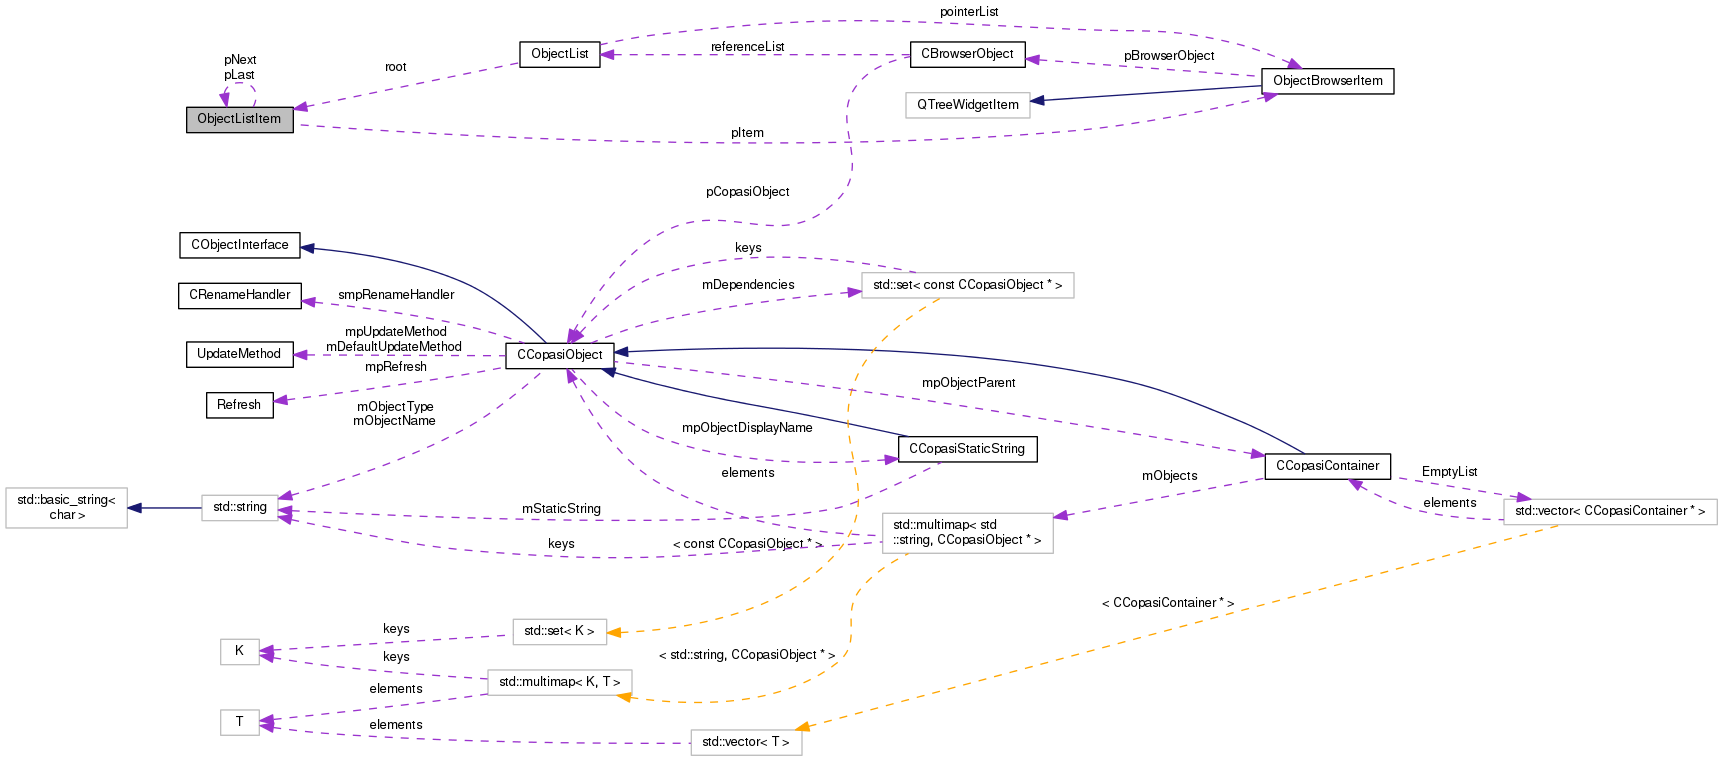 pointerList
pNext
pLast
root
ObjectList
referenceList
CBrowserObject
pBrowserObject
ObjectBrowserItem
QTreeWidgetItem
ObjectListItem
pItem
pCopasiObject
CObjectInterface
keys
CRenameHandler
smpRenameHandler
mDependencies
std::set< const CCopasiObject * >
mpUpdateMethod
mDefaultUpdateMethod
UpdateMethod
CCopasiObject
mpRefresh
Refresh
mpObjectParent
mObjectType
mObjectName
mpObjectDisplayName
CCopasiStaticString
elements
CCopasiContainer
EmptyList
mObjects
elements
std::basic_string<
char >
std::string
mStaticString
keys
< const CCopasiObject * >
std::multimap< std
::string, CCopasiObject * >
std::vector< CCopasiContainer * >
< CCopasiContainer * >
keys
std::set< K >
K
keys
< std::string, CCopasiObject * >
std::multimap< K, T >
elements
T
elements
std::vector< T >